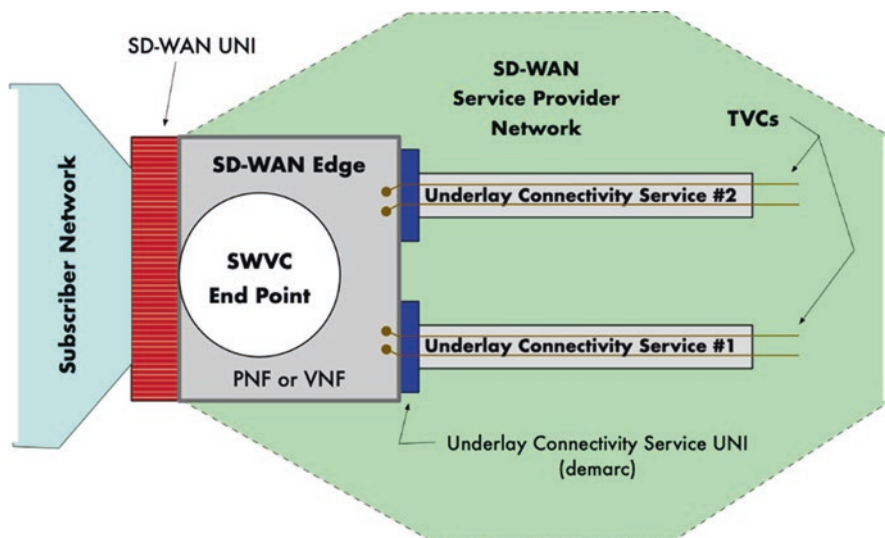 SD-WAN UNI
SD-WAN
Service Provider
Network
TVCs
Subscriber Network
SD-WAN Edge
Underlay Connectivity Service #2
SWVC
End Point
Underlay Connectivity Service #1
PNF or VNF
Underlay Connectivity Service UNI
(demarc)